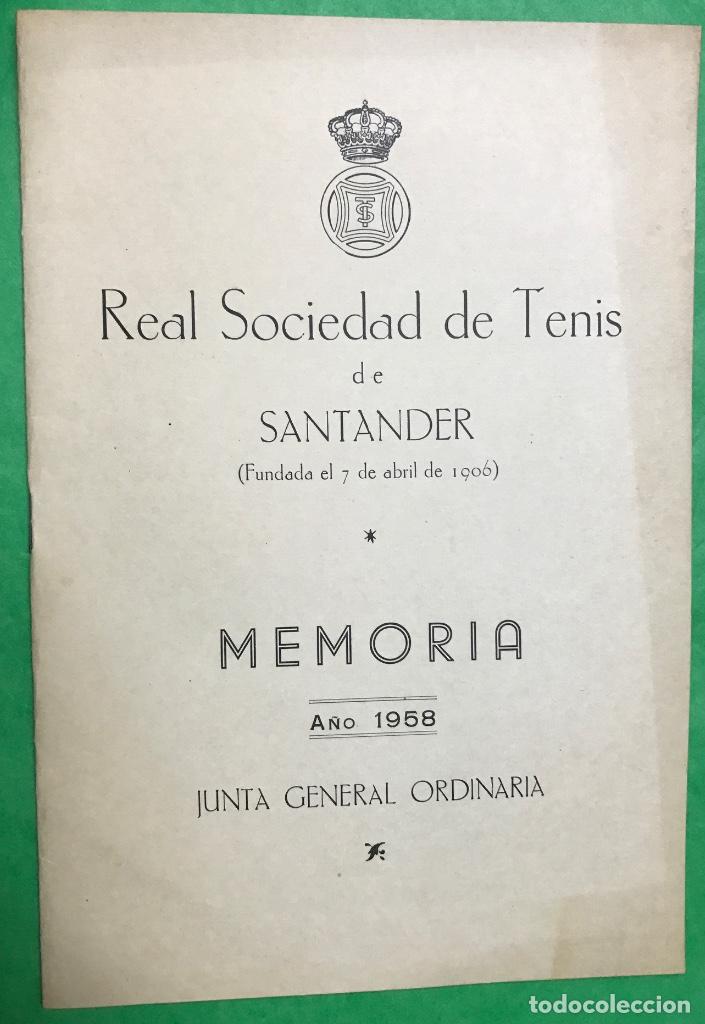 Real Sociedad de Tenis
de
SANTANDER
(Fundada el 7 de abril de 1906)
MEMORIA
AÑO 1958
JUNTA GENERAL ORDINARIA
todocoleccion